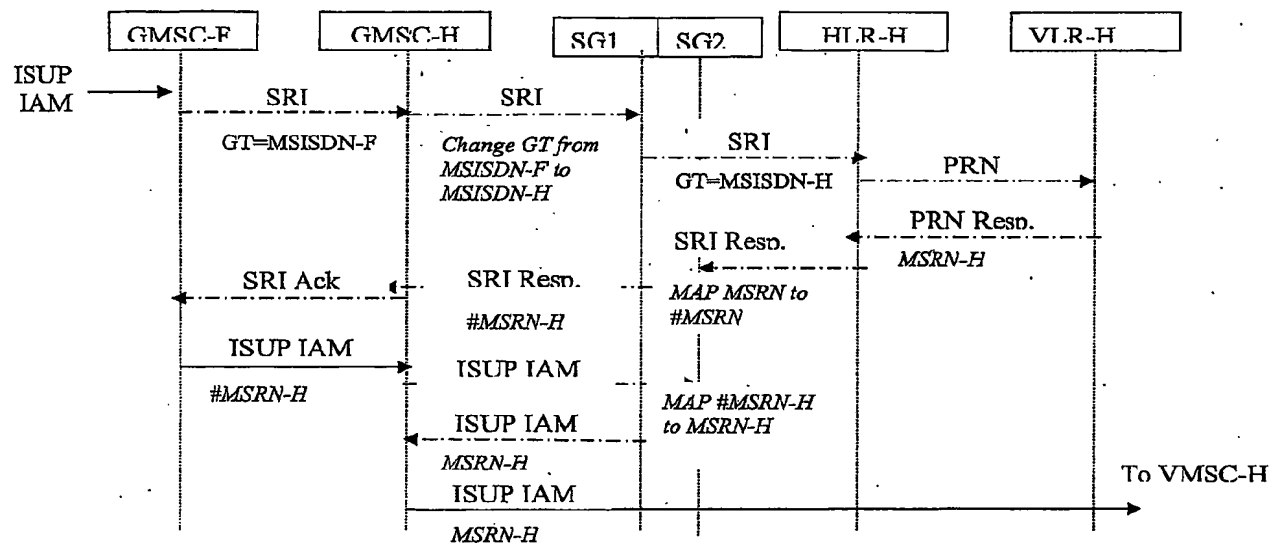 GMSC-F
GMSC-H
SG1
SG2
HLR-H
VLR-H
ISUP
IAM
SRI
SRI
GT=MSISDN-F
Change GT from
MSISDN-F to
MSISDN-H
SRI
GT=MSISDN-H
PRN
PRN Resp.
MSRN-H
SRI Resp.
MAP MSRN to
#MSRN
SRI Resp.
#MSRN-H
SRI Ack
ISUP IAM
#MSRN-H
ISUP IAM
MAP #MSRN-H
to MSRN-H
ISUP IAM
MSRN-H
To VMSC-H
ISUP IAM
MSRN-H